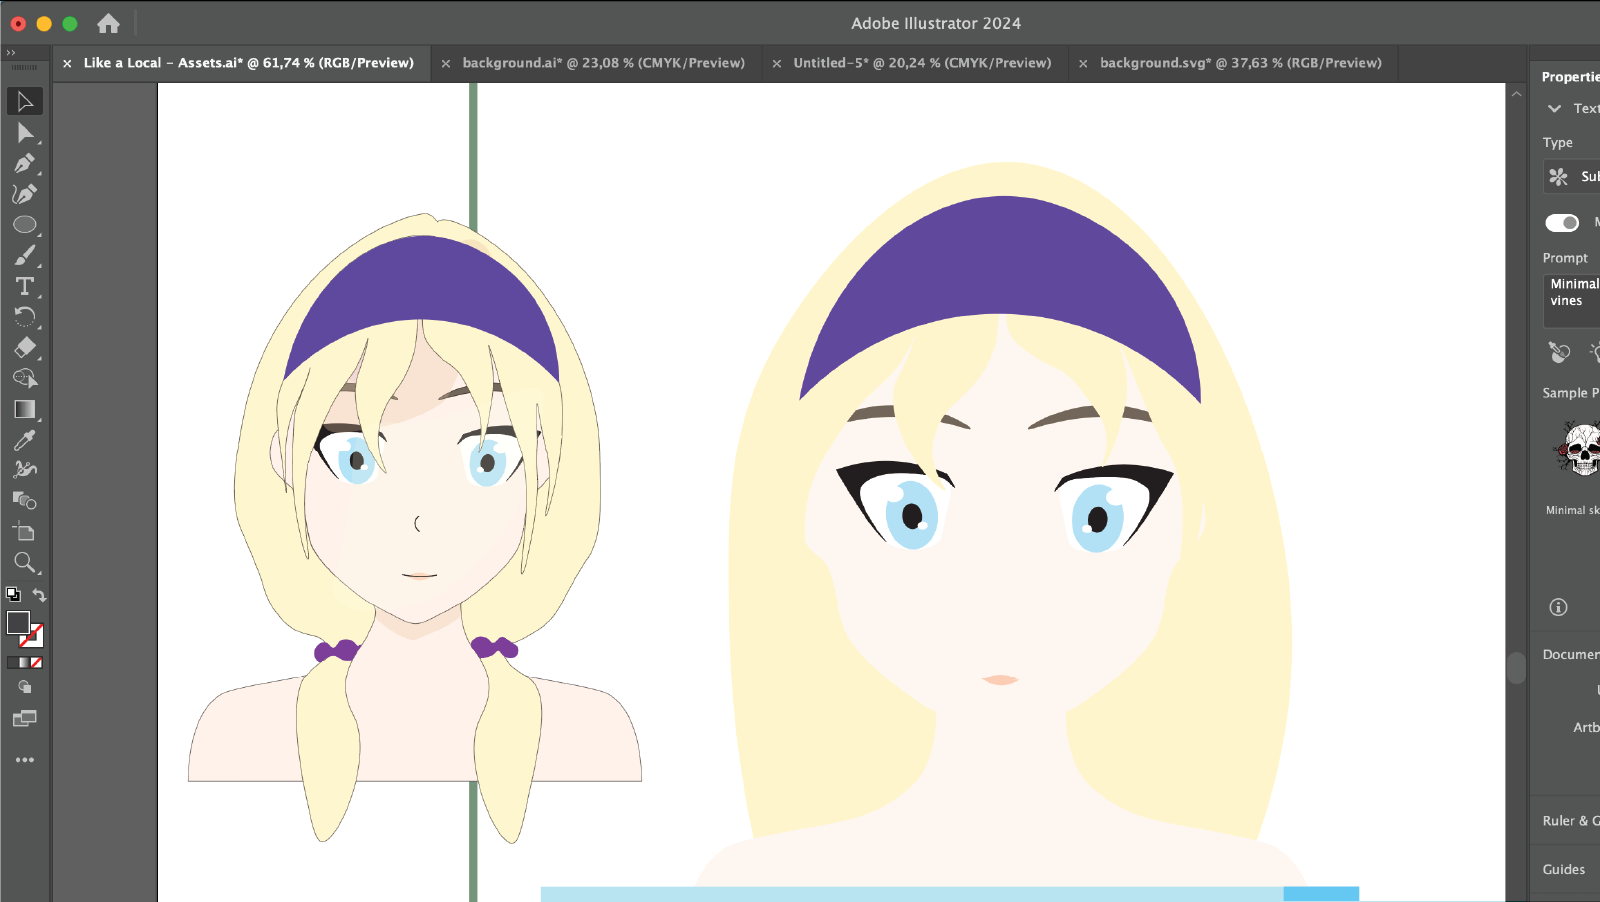 Adobe Illustrator 2024
Like a Local - Assets.ai* @ 61,74 % (RGB/Preview)
background.ai* @ 23,08 % (CMYK/Preview)
Untitled-5* @ 20,24 % (CMYK/Preview)
background.svg* @ 37,63 % (RGB/Preview)
Propertie
Text
Type
Sub
Prompt
Minimal
vines
Sample P
Minimal sk
Documen
Artb
Ruler & G
Guides